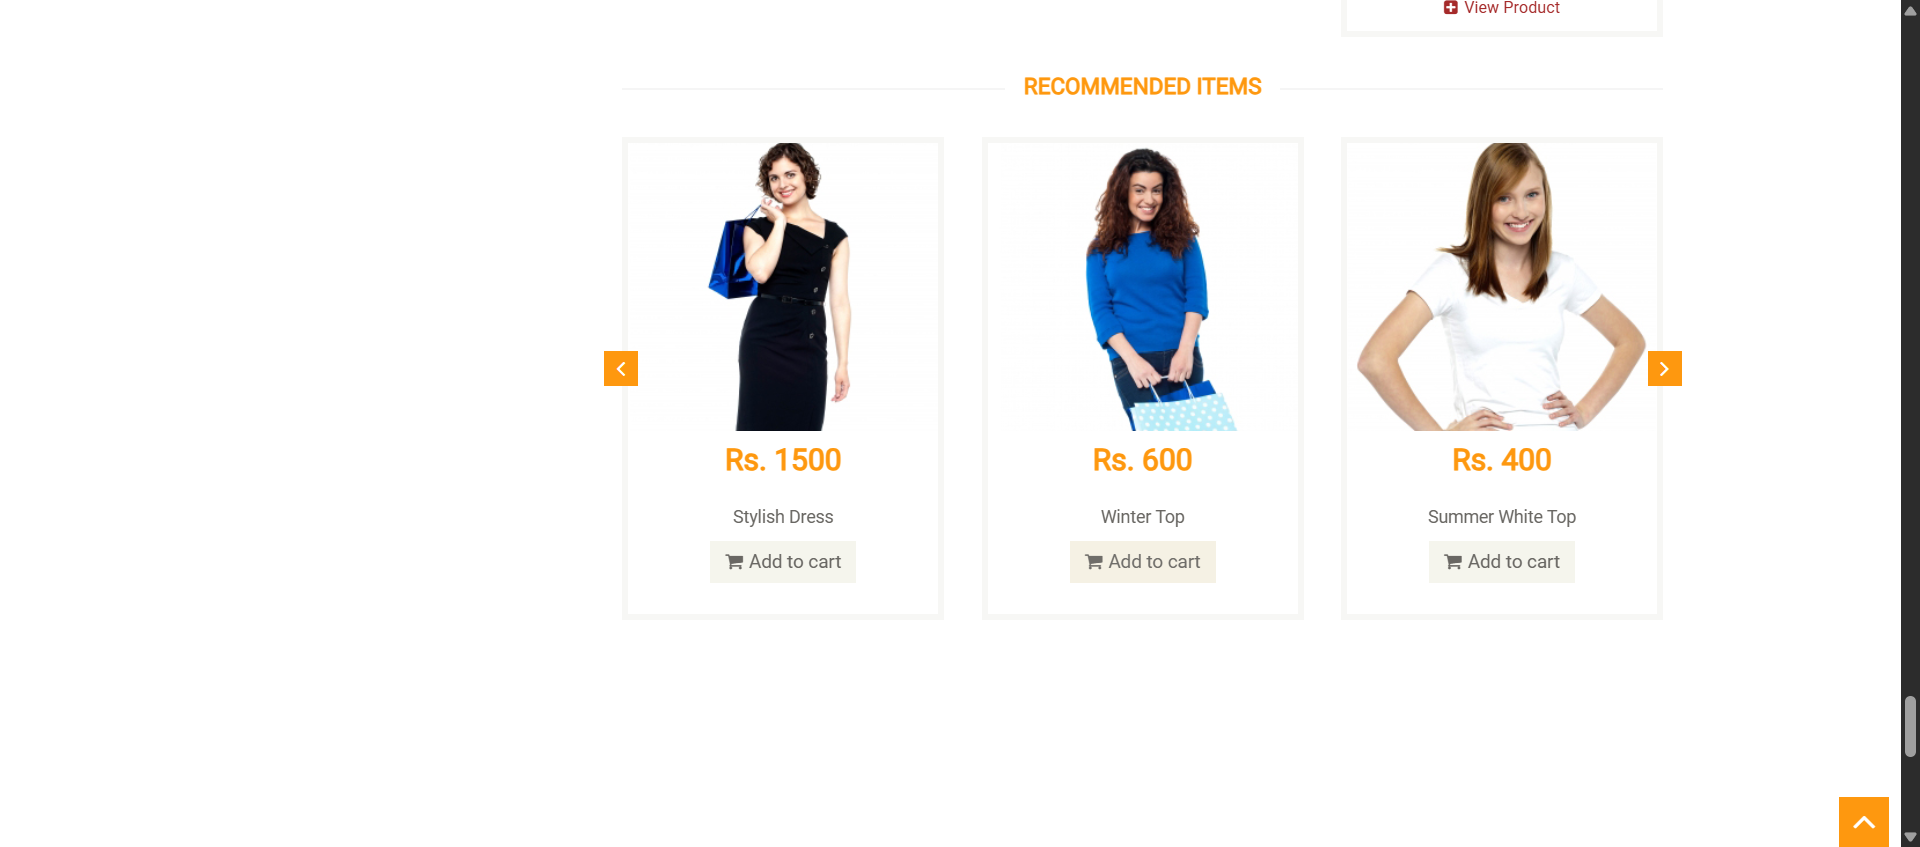 View Product
RECOMMENDED ITEMS
Rs. 1500
Rs. 600
Rs. 400
Stylish Dress
Winter Top
Summer White Top
Add to cart
Add to cart
Add to cart